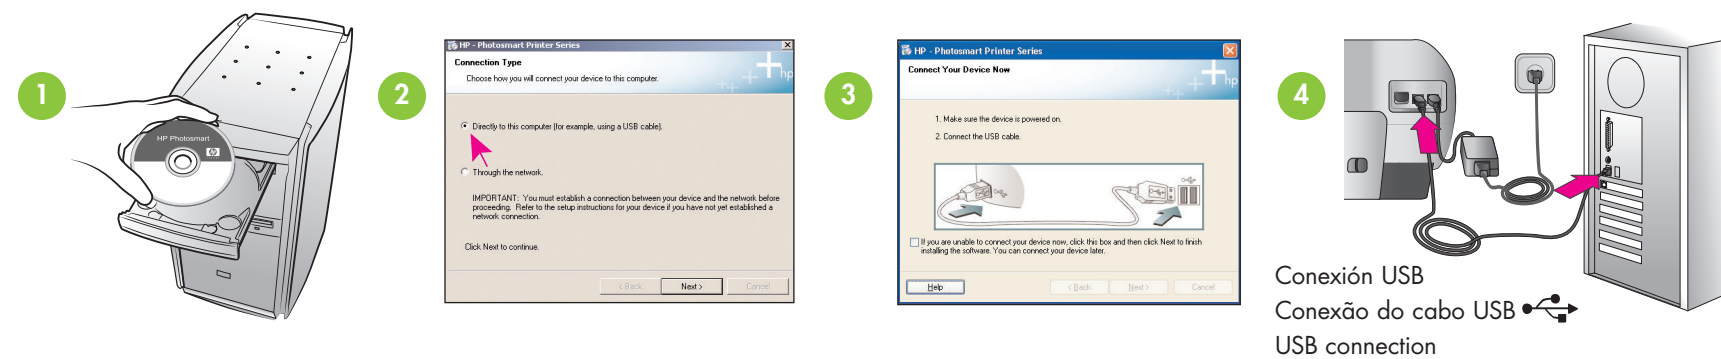 1
HP Photosmart
hp
2
HP - Photosmart Printer Series
Connection Type
Choose how you will connect your device to this computer.
hp
Directly to this computer (for example, using a USB cable).
Through the network.
IMPORTANT: You must establish a connection between your device and the network before
proceeding. Refer to the setup instructions for your device if you have not yet established a
network connection.
Click Next to continue.
< Back Next > Cancel
3
HP - Photosmart Printer Series
Connect Your Device Now
hp
1. Make sure the device is powered on.
2. Connect the USB cable.
If you are unable to connect your device now, click this box and then click Next to finish
installing the software. You can connect your device later.
Help < Back Next > Cancel
4
Conexión USB
Conexão do cabo USB
USB connection